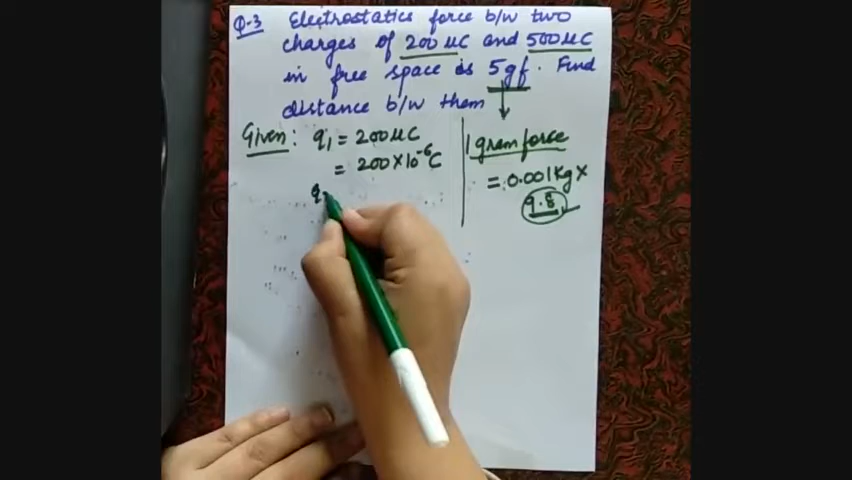 Q-3 Electrostatics force b/w two
charges of 200 μC and 500 μC
in free space is 5gf. Find
distance b/w them
Given: q₁ = 200 μC
= 200 × 10⁻⁶ C
q
1 gram force
= 0.001 Kg ×
9.8